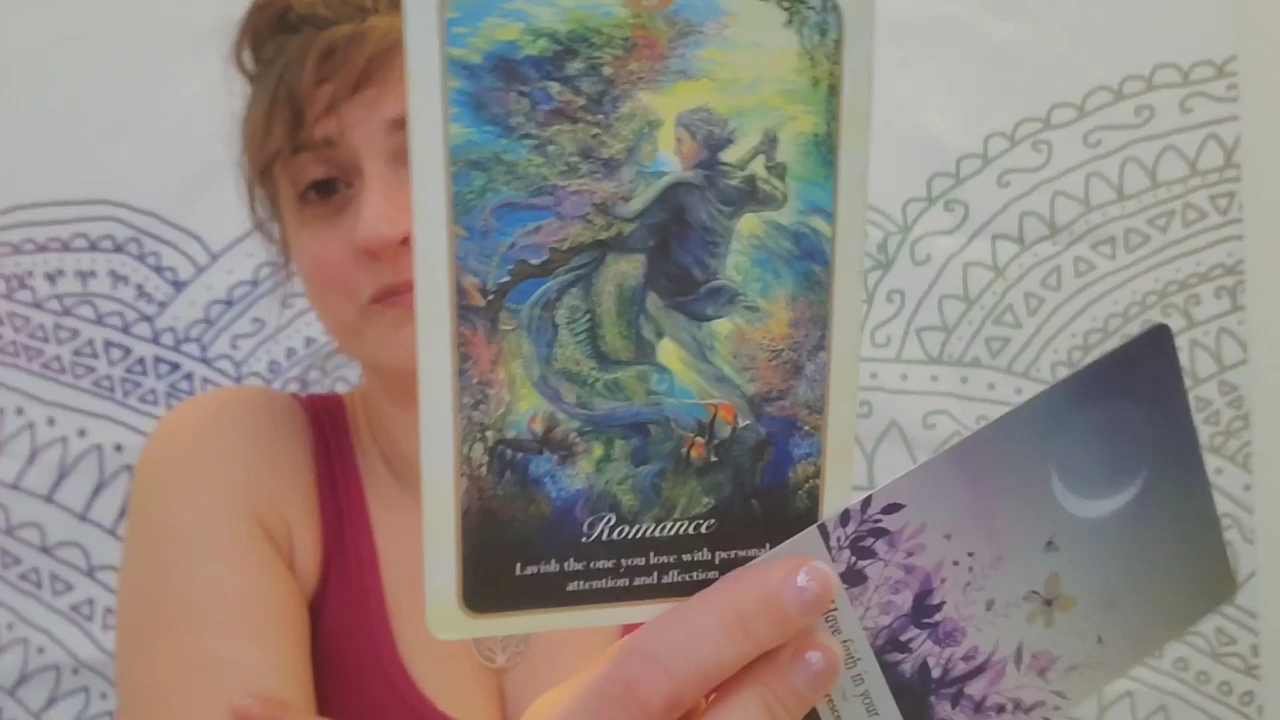 Romance
Lavish the one you love with personal
attention and affection
Have faith in your